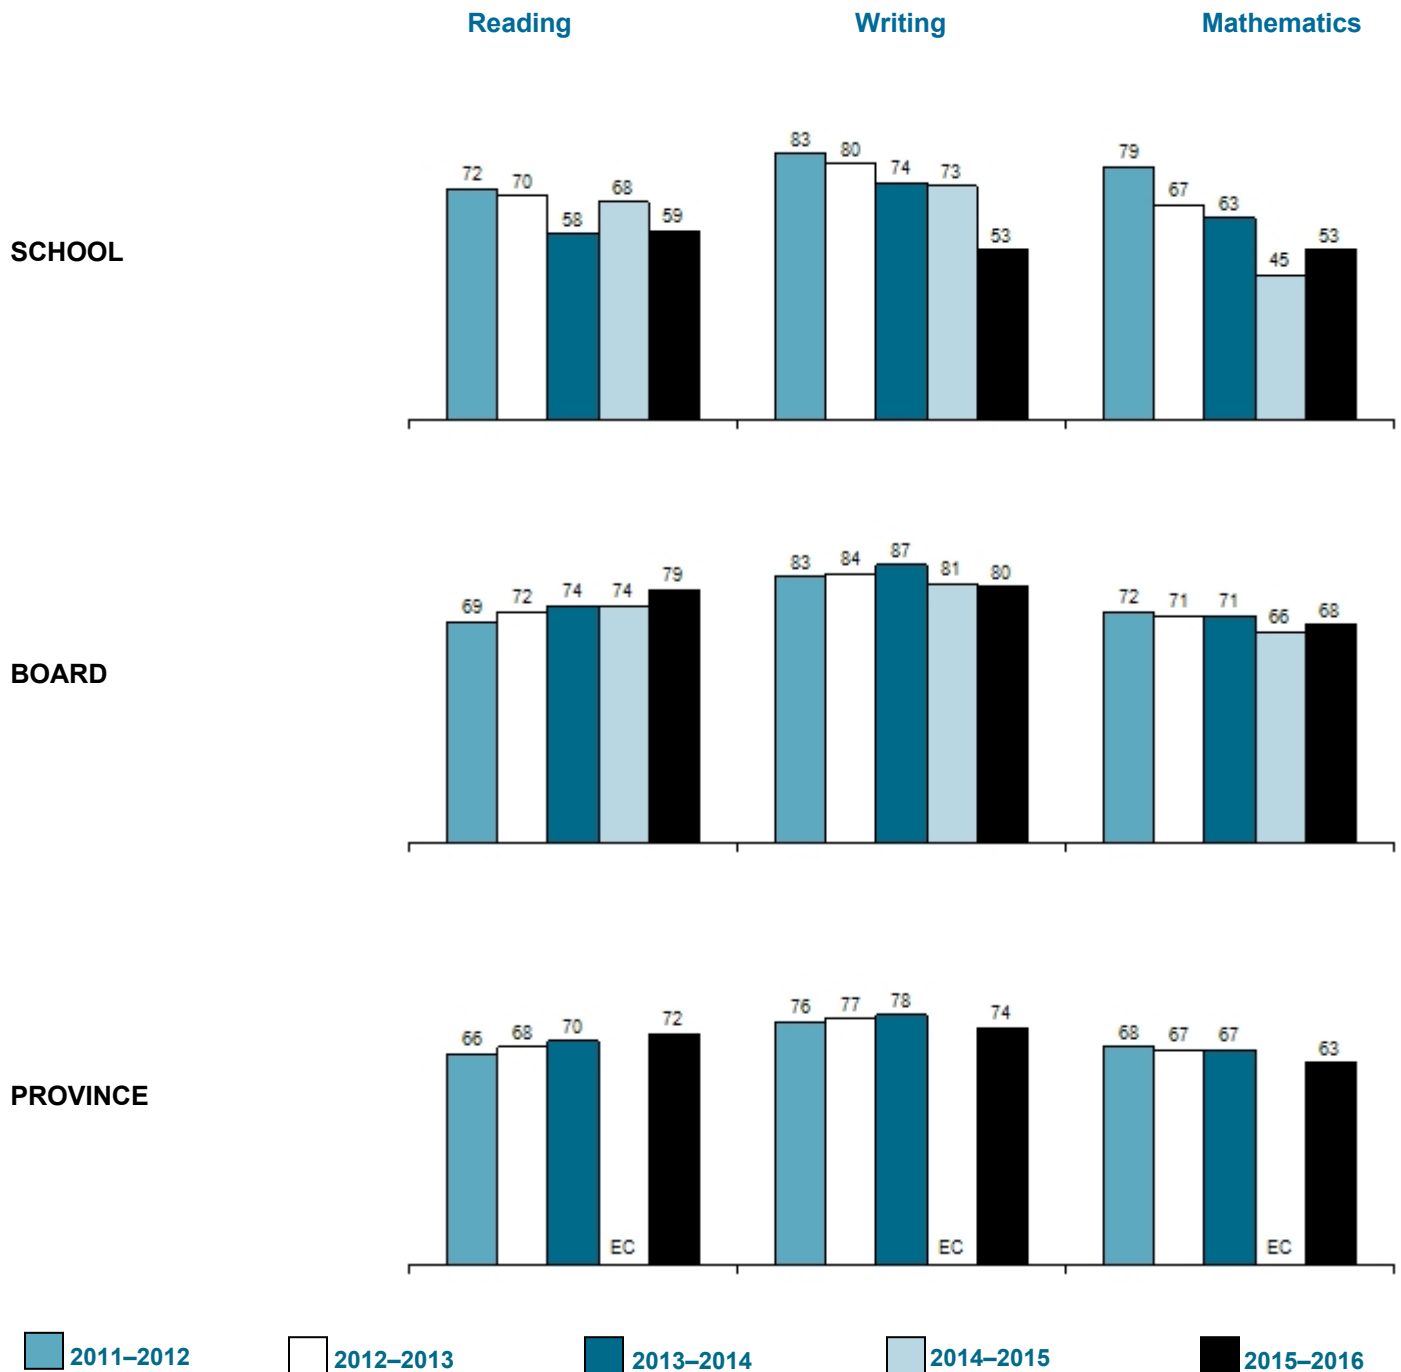 Reading Writing Mathematics
SCHOOL
72 70 58 68 59 83 80 74 73 53 79 67 63 45 53
BOARD
69 72 74 74 79 83 84 87 81 80 72 71 71 66 68
PROVINCE
66 68 70 EC 72 76 77 78 EC 74 68 67 67 EC 63
2011–2012 2012–2013 2013–2014 2014–2015 2015–2016